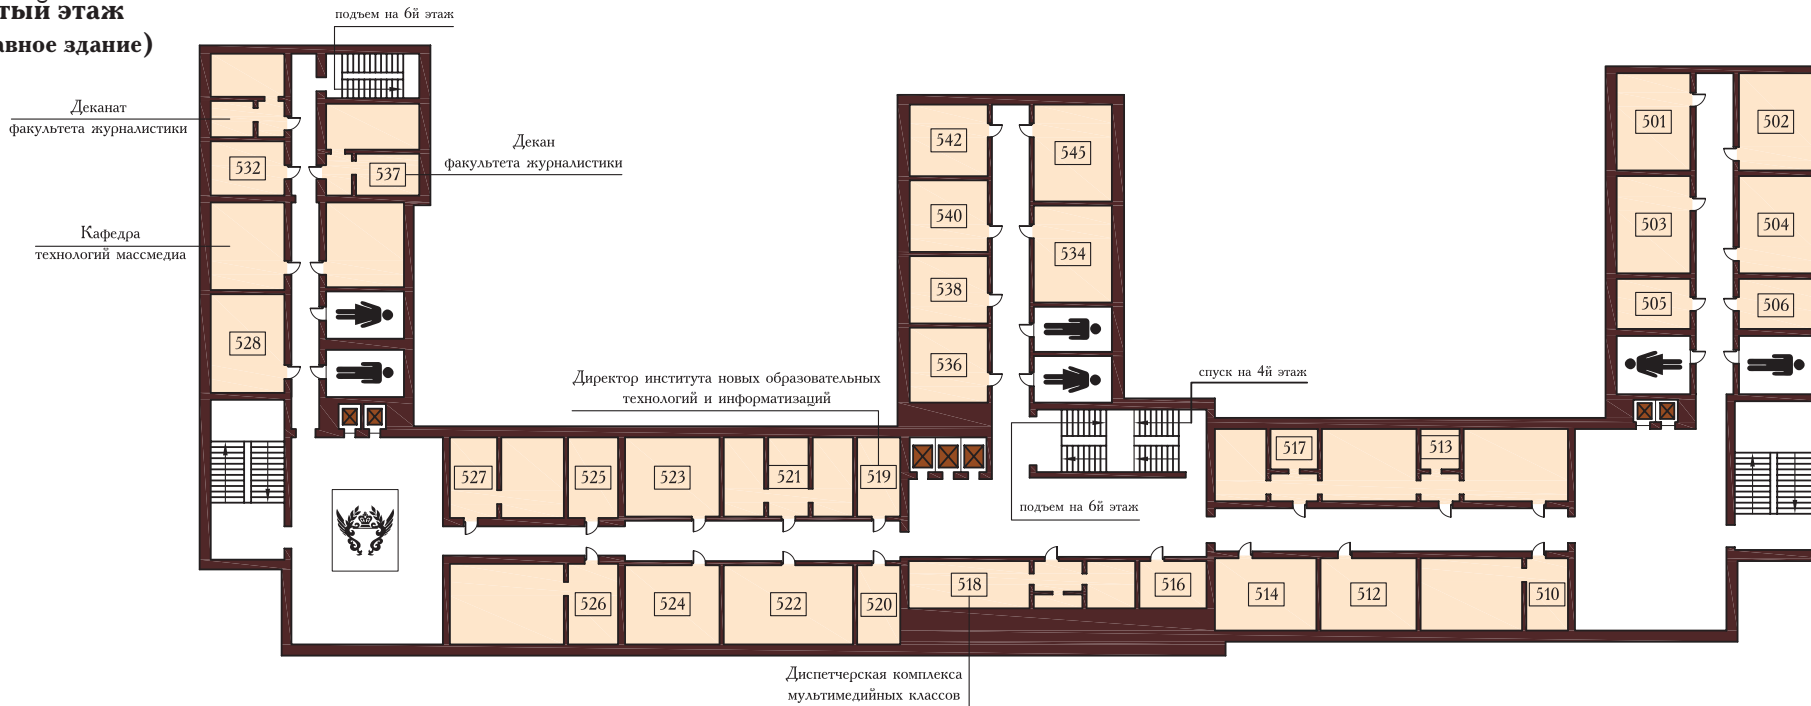 тый этаж
авное здание)
подъем на 6й этаж
Деканат
факультета журналистики
Декан
факультета журналистики
532
537
Кафедра
технологий массмедиа
528
542
545
540
534
538
536
501
502
503
504
505
506
Директор института новых образовательных
технологий и информатизаций
спуск на 4й этаж
подъем на 6й этаж
527
525
523
521
519
517
513
526
524
522
520
518
516
514
512
510
Диспетчерская комплекса
мультимедийных классов